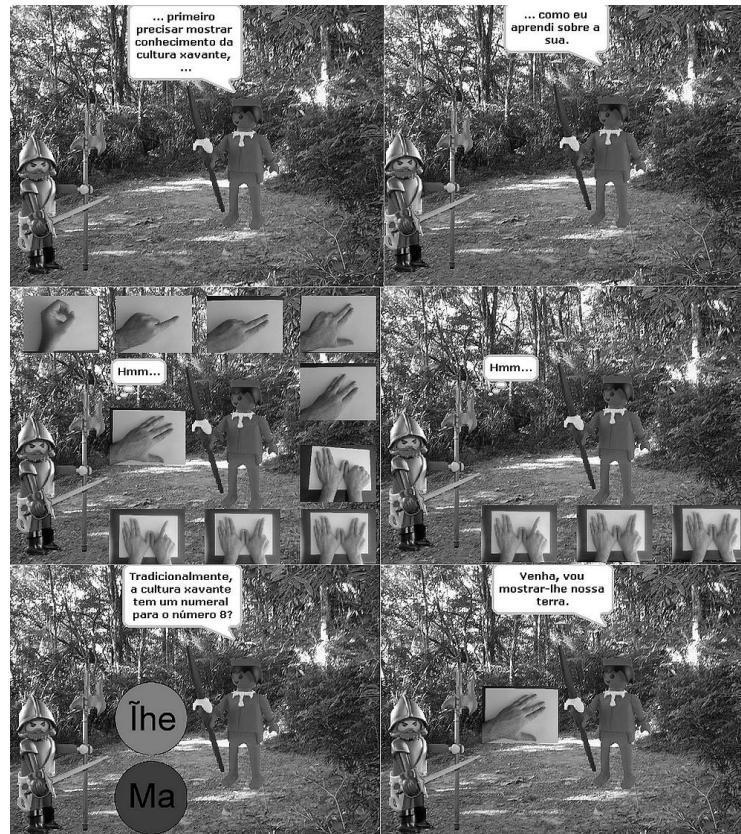 ... primeiro
precisar mostrar
conhecimento da
cultura xavante,
...
... como eu
aprendi sobre a
sua.
Hmm...
Hmm...
Tradicionalmente,
a cultura xavante
tem um numeral
para o número 8?
Ĩhe
Ma
Venha, vou
mostrar-lhe nossa
terra.